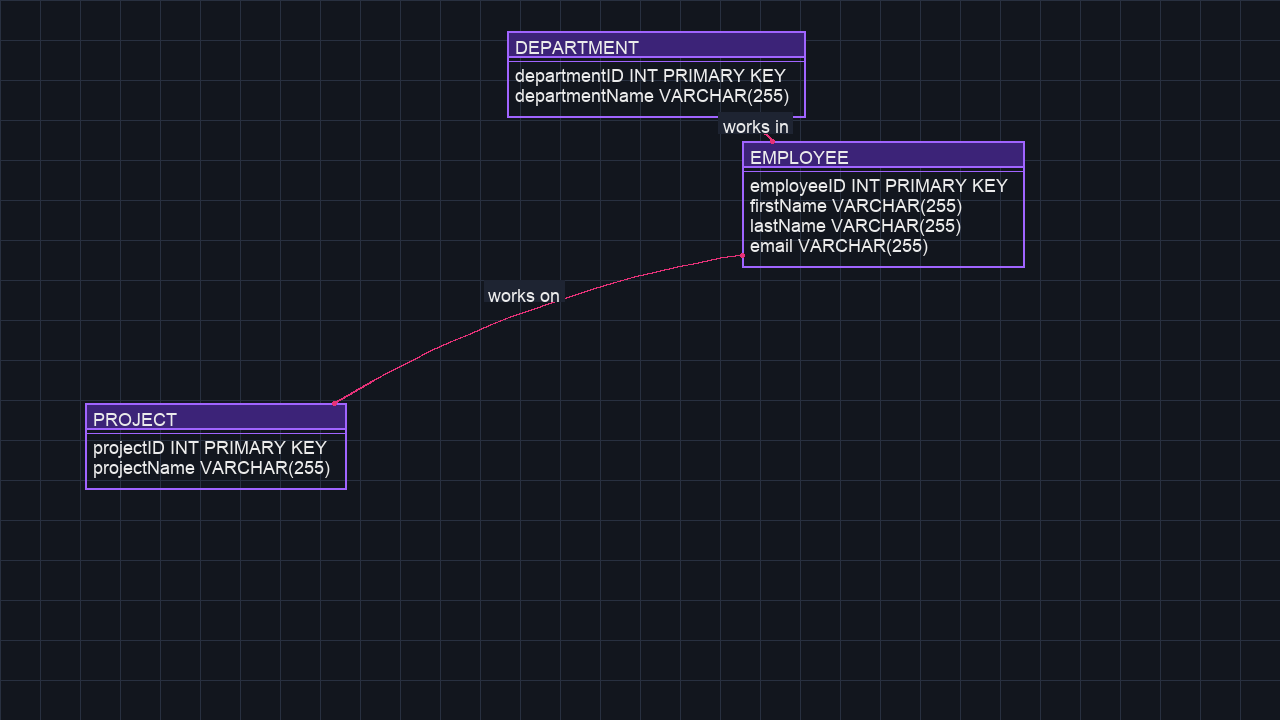 DEPARTMENT
departmentID INT PRIMARY KEY
departmentName VARCHAR(255)
works in
EMPLOYEE
employeeID INT PRIMARY KEY
firstName VARCHAR(255)
lastName VARCHAR(255)
email VARCHAR(255)
works on
PROJECT
projectID INT PRIMARY KEY
projectName VARCHAR(255)